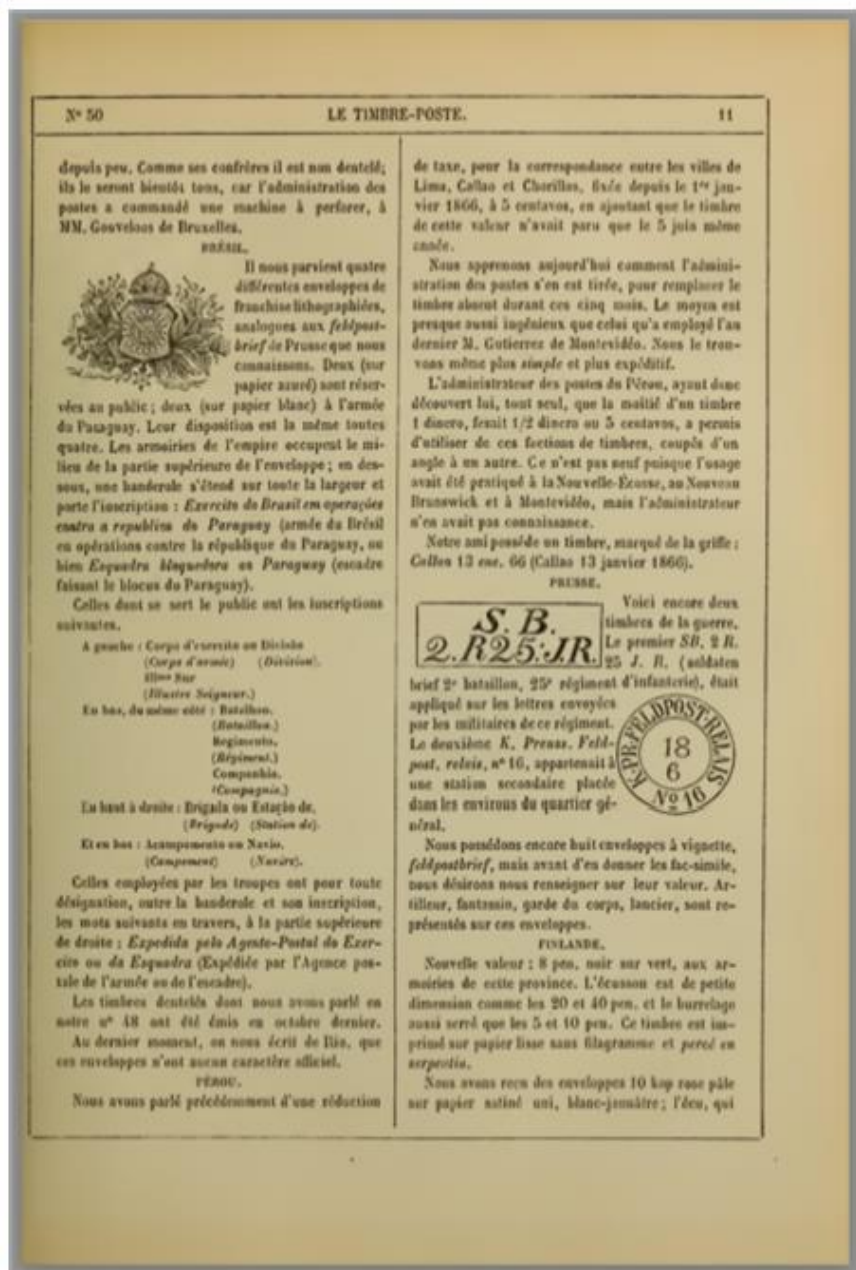 N° 50
LE TIMBRE-POSTE.
11
depuis peu. Comme ses confrères il est non dentelé;
ils le seront bientôt tous, car l'administration des
postes a commandé une machine à perforer, à
MM. Gouveloos de Bruxelles.
BRÉSIL.
Il nous parvient quatre
différentes enveloppes de
franchise lithographiées,
analogues aux feldpost-
brief de Prusse que nous
connaissons. Deux (sur
papier azuré) sont réser-
vées au public; deux (sur papier blanc) à l'armée
du Paraguay. Leur disposition est la même toutes
quatre. Les armoiries de l'empire occupent le mi-
lieu de la partie supérieure de l'enveloppe; en des-
sous, une banderole s'étend sur toute la largeur et
porte l'inscription : Exercito do Brasil em operações
contra a republica do Paraguay (armée du Brésil
en opérations contre la république du Paraguay, ou
bien Esquadra bloquedora ao Paraguay (escadre
faisant le blocus du Paraguay).
Celles dont se sert le public ont les inscriptions
suivantes.
A gauche : Corpo d'exercito ou Divisão
(Corps d'armée) (Division).
Illmo Snr
(Illustre Seigneur.)
En bas, du même côté : Batalhon.
(Bataillon.)
Regimento.
(Régiment.)
Companhia.
(Compagnie.)
En haut à droite : Brigada ou Estação de.
(Brigade) (Station de).
Et en bas : Acampamento ou Navio.
(Campement) (Navire).
Celles employées par les troupes ont pour toute
désignation, outre la banderole et son inscription,
les mots suivants en travers, à la partie supérieure
de droite : Expedida pelo Agente-Postal do Exer-
cito ou da Esquadra (Expédiée par l'Agence pos-
tale de l'armée ou de l'escadre).
Les timbres dentelés dont nous avons parlé en
notre n° 48 ont été émis en octobre dernier.
Au dernier moment, on nous écrit de Rio, que
ces enveloppes n'ont aucun caractère officiel.
PÉROU.
Nous avons parlé précédemment d'une réduction
de taxe, pour la correspondance entre les villes de
Lima, Callao et Chorillos, fixée depuis le 1er jan-
vier 1866, à 5 centavos, en ajoutant que le timbre
de cette valeur n'avait paru que le 5 juin même
année.
Nous apprenons aujourd'hui comment l'admini-
stration des postes s'en est tirée, pour remplacer le
timbre absent durant ces cinq mois. Le moyen est
presque aussi ingénieux que celui qu'a employé l'an
dernier M. Gutierrez de Montevidéo. Nous le trou-
vons même plus simple et plus expéditif.
L'administrateur des postes du Pérou, ayant donc
découvert lui, tout seul, que la moitié d'un timbre
1 dinero, ferait 1/2 dinero ou 5 centavos, a permis
d'utiliser de ces factions de timbres, coupés d'un
angle à un autre. Ce n'est pas neuf puisque l'usage
avait été pratiqué à la Nouvelle-Écosse, au Nouveau
Brunswick et à Montevidéo, mais l'administrateur
n'en avait pas connaissance.
Notre ami possède un timbre, marqué de la griffe :
Callao 13 ene. 66 (Callao 13 janvier 1866).
PRUSSE.
S. B.
2. R 25. J. R.
Voici encore deux
timbres de la guerre.
Le premier SB. 2 R.
25 J. R. (soldaten
brief 2e bataillon, 25e régiment d'infanterie), était
appliqué sur les lettres envoyées
par les militaires de ce régiment.
Le deuxième K. Preuss. Feld-
post. relais, n° 16, appartenait à
une station secondaire placée
dans les environs du quartier gé-
néral.
K. PR. FELDPOST-RELAIS
18
6
No 16
Nous possédons encore huit enveloppes à vignette,
feldpostbrief, mais avant d'en donner les fac-simile,
nous désirons nous renseigner sur leur valeur. Ar-
tilleur, fantassin, garde du corps, lancier, sont re-
présentés sur ces enveloppes.
FINLANDE.
Nouvelle valeur : 8 pen. noir sur vert, aux ar-
moiries de cette province. L'écusson est de petite
dimension comme les 20 et 40 pen. et le burrelage
aussi serré que les 5 et 10 pen. Ce timbre est im-
primé sur papier lisse sans filagramme et percé en
serpentin.
Nous avons reçu des enveloppes 10 kop rose pâle
sur papier satiné uni, blanc-jaunâtre; l'écu, qui